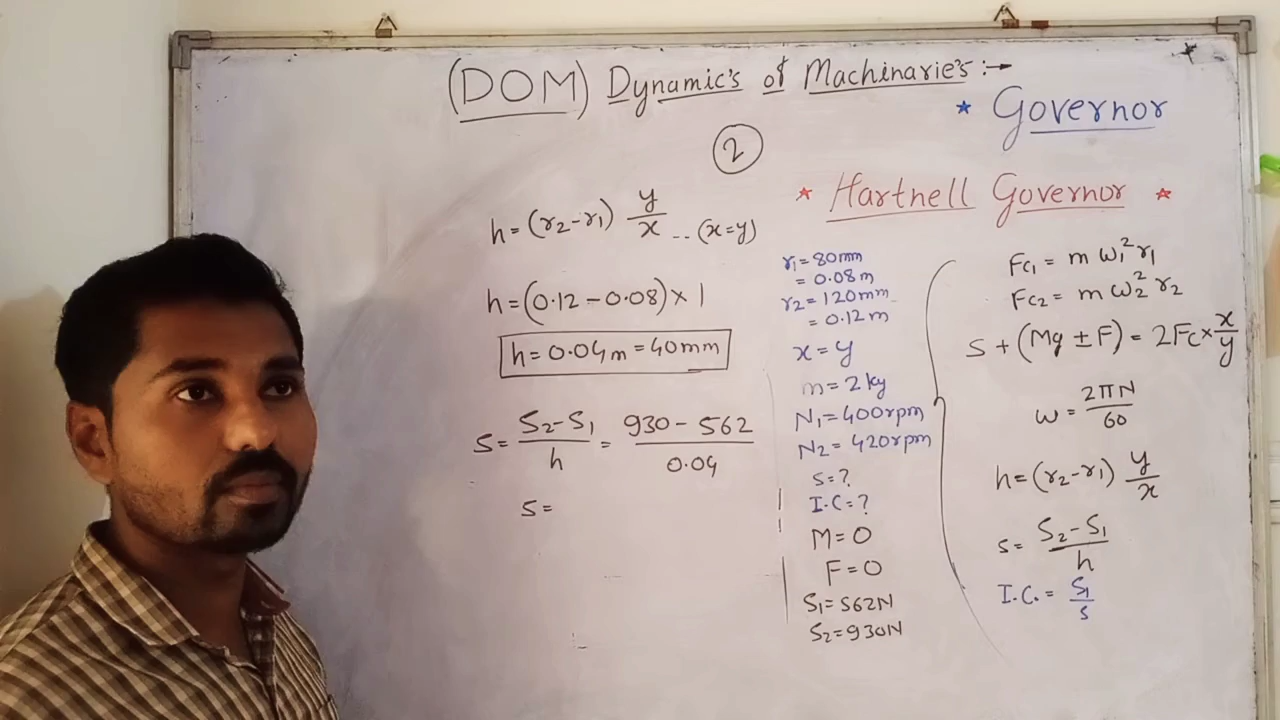 (DOM) Dynamic's of Machinarie's :→
* Governor
②
* Hartnell Governor *
h = (r2 - r1) y/x .. (x = y)
h = (0.12 - 0.08) × 1
h = 0.04 m = 40 mm
s = S2 - S1 / h = 930 - 562 / 0.04
s =
r1 = 80mm
= 0.08 m
r2 = 120mm
= 0.12 m
x = y
m = 2 kg
N1 = 400 rpm
N2 = 420 rpm
s = ?
I.C = ?
M = 0
F = 0
S1 = 562N
S2 = 930N
Fc1 = m ω1² r1
Fc2 = m ω2² r2
S + (Mg ± F) = 2Fc × x/y
ω = 2πN / 60
h = (r2 - r1) y/x
s = S2 - S1 / h
I.C. = S1 / s